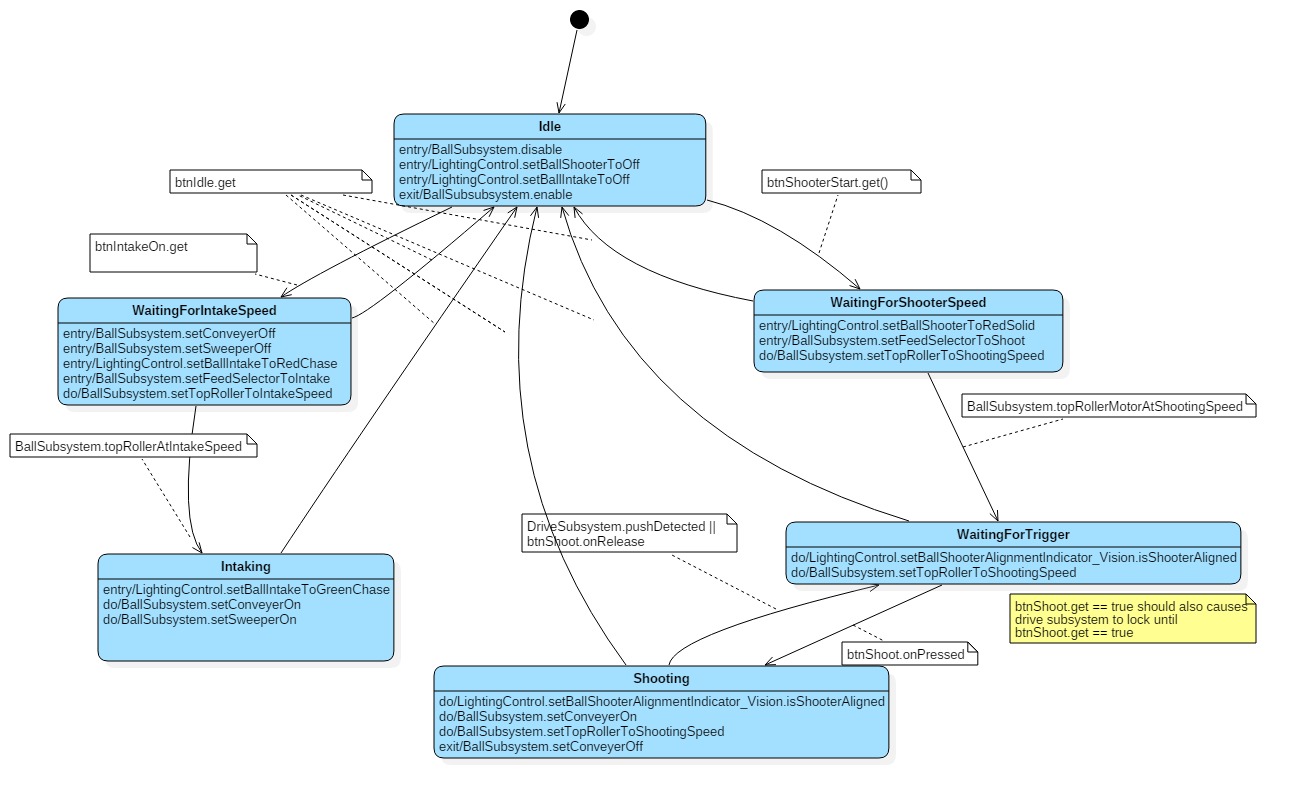 Idle
entry/BallSubsystem.disable
entry/LightingControl.setBallShooterToOff
entry/LightingControl.setBallIntakeToOff
exit/BallSubsubsystem.enable
btnIdle.get
btnShooterStart.get()
btnIntakeOn.get
WaitingForIntakeSpeed
entry/BallSubsystem.setConveyerOff
entry/BallSubsystem.setSweeperOff
entry/LightingControl.setBallIntakeToRedChase
entry/BallSubsystem.setFeedSelectorToIntake
do/BallSubsystem.setTopRollerToIntakeSpeed
WaitingForShooterSpeed
entry/LightingControl.setBallShooterToRedSolid
entry/BallSubsystem.setFeedSelectorToShoot
do/BallSubsystem.setTopRollerToShootingSpeed
BallSubsystem.topRollerMotorAtShootingSpeed
BallSubsystem.topRollerAtIntakeSpeed
DriveSubsystem.pushDetected ||
btnShoot.onRelease
WaitingForTrigger
do/LightingControl.setBallShooterAlignmentIndicator_Vision.isShooterAligned
do/BallSubsystem.setTopRollerToShootingSpeed
Intaking
entry/LightingControl.setBallIntakeToGreenChase
do/BallSubsystem.setConveyerOn
do/BallSubsystem.setSweeperOn
btnShoot.get == true should also causes
drive subsystem to lock until
btnShoot.get == true
btnShoot.onPressed
Shooting
do/LightingControl.setBallShooterAlignmentIndicator_Vision.isShooterAligned
do/BallSubsystem.setConveyerOn
do/BallSubsystem.setTopRollerToShootingSpeed
exit/BallSubsystem.setConveyerOff